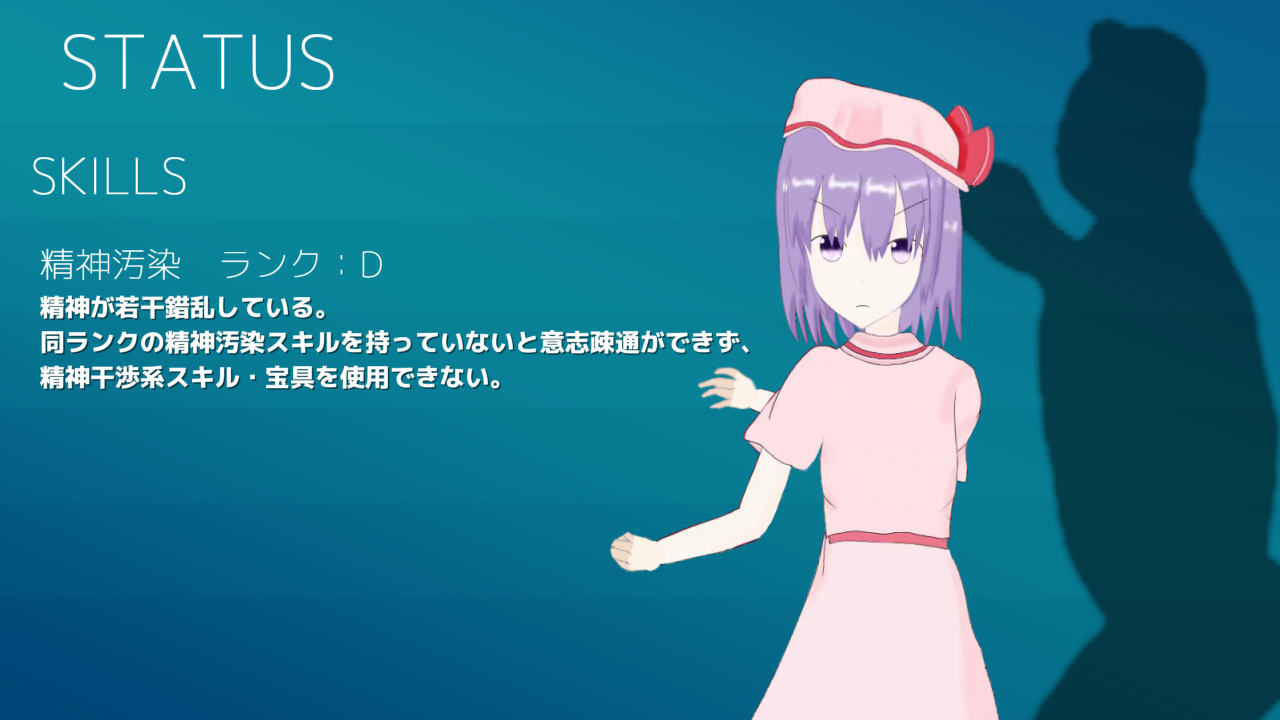 STATUS
SKILLS
精神汚染　ランク：D
精神が若干錯乱している。
同ランクの精神汚染スキルを持っていないと意志疎通ができず、
精神干渉系スキル・宝具を使用できない。